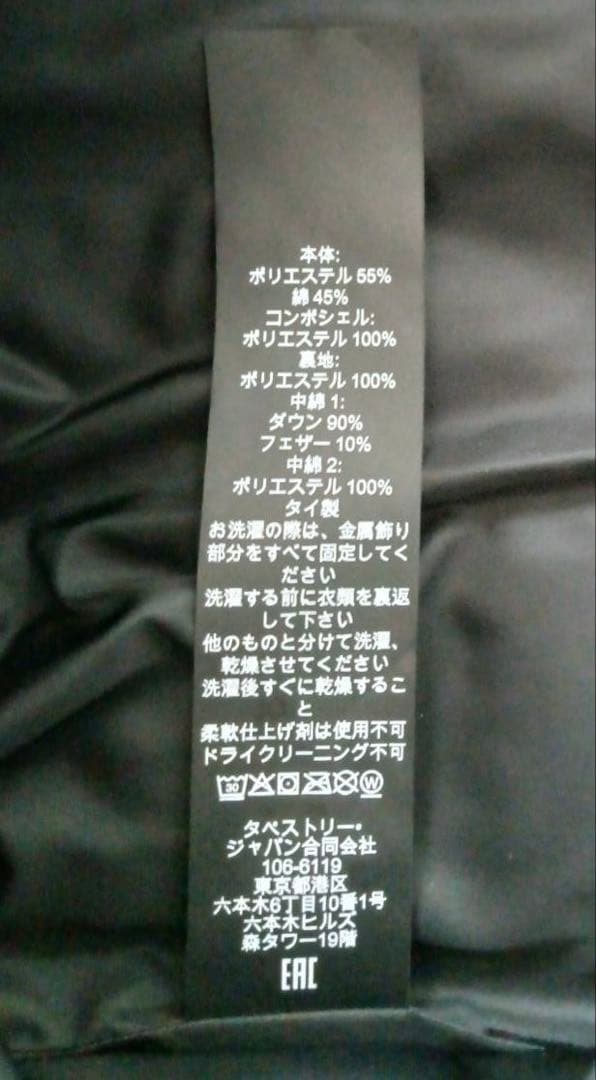 本体:
ポリエステル 55%
綿 45%
コンポシェル:
ポリエステル 100%
裏地:
ポリエステル 100%
中綿 1:
ダウン 90%
フェザー 10%
中綿 2:
ポリエステル 100%
タイ製
お洗濯の際は、金属飾り
部分をすべて固定してく
ださい
洗濯する前に衣類を裏返
して下さい
他のものと分けて洗濯、
乾燥させてください
洗濯後すぐに乾燥するこ
と
柔軟仕上げ剤は使用不可
ドライクリーニング不可
30 W
タペストリー・
ジャパン合同会社
106-6119
東京都港区
六本木6丁目10番1号
六本木ヒルズ
森タワー19階
EAC